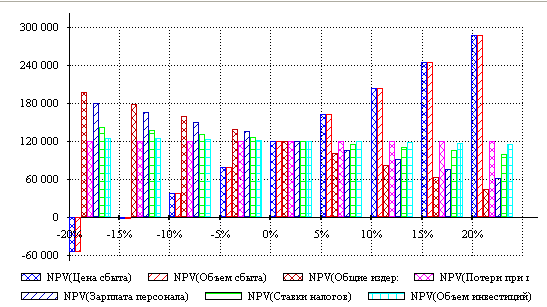 300 000
240 000
180 000
120 000
60 000
0
-60 000
-20% -15% -10% -5% 0% 5% 10% 15% 20%
NPV(Цена сбыта) NPV(Объем сбыта) NPV(Общие издер: NPV(Потери при г
NPV(Зарплата персонала) NPV(Ставки налогов) NPV(Объем инвестиций)